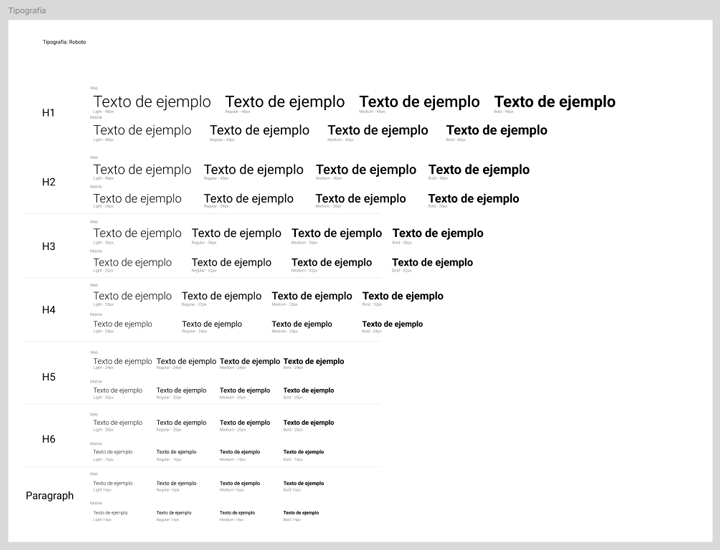 Tipografía
Tipografía: Roboto
Web
H1
Texto de ejemplo Texto de ejemplo Texto de ejemplo Texto de ejemplo
Light - 48px Regular - 48px Medium - 48px Bold - 48px
Mobile
Texto de ejemplo Texto de ejemplo Texto de ejemplo Texto de ejemplo
Light - 40px Regular - 40px Medium - 40px Bold - 40px
Web
H2
Texto de ejemplo Texto de ejemplo Texto de ejemplo Texto de ejemplo
Light - 40px Regular - 40px Medium - 40px Bold - 40px
Mobile
Texto de ejemplo Texto de ejemplo Texto de ejemplo Texto de ejemplo
Light - 36px Regular - 36px Medium - 36px Bold - 36px
Web
H3
Texto de ejemplo Texto de ejemplo Texto de ejemplo Texto de ejemplo
Light - 36px Regular - 36px Medium - 36px Bold - 36px
Mobile
Texto de ejemplo Texto de ejemplo Texto de ejemplo Texto de ejemplo
Light - 32px Regular - 32px Medium - 32px Bold - 32px
Web
H4
Texto de ejemplo Texto de ejemplo Texto de ejemplo Texto de ejemplo
Light - 32px Regular - 32px Medium - 32px Bold - 32px
Mobile
Texto de ejemplo Texto de ejemplo Texto de ejemplo Texto de ejemplo
Light - 24px Regular - 24px Medium - 24px Bold - 24px
Web
H5
Texto de ejemplo Texto de ejemplo Texto de ejemplo Texto de ejemplo
Light - 24px Regular - 24px Medium - 24px Bold - 24px
Mobile
Texto de ejemplo Texto de ejemplo Texto de ejemplo Texto de ejemplo
Light - 20px Regular - 20px Medium - 20px Bold - 20px
Web
H6
Texto de ejemplo Texto de ejemplo Texto de ejemplo Texto de ejemplo
Light - 20px Regular - 20px Medium - 20px Bold - 20px
Mobile
Texto de ejemplo Texto de ejemplo Texto de ejemplo Texto de ejemplo
Light - 16px Regular - 16px Medium - 16px Bold - 16px
Web
Paragraph
Texto de ejemplo Texto de ejemplo Texto de ejemplo Texto de ejemplo
Light 16px Regular 16px Medium 16px Bold 16px
Mobile
Texto de ejemplo Texto de ejemplo Texto de ejemplo Texto de ejemplo
Light 14px Regular 14px Medium 14px Bold 14px